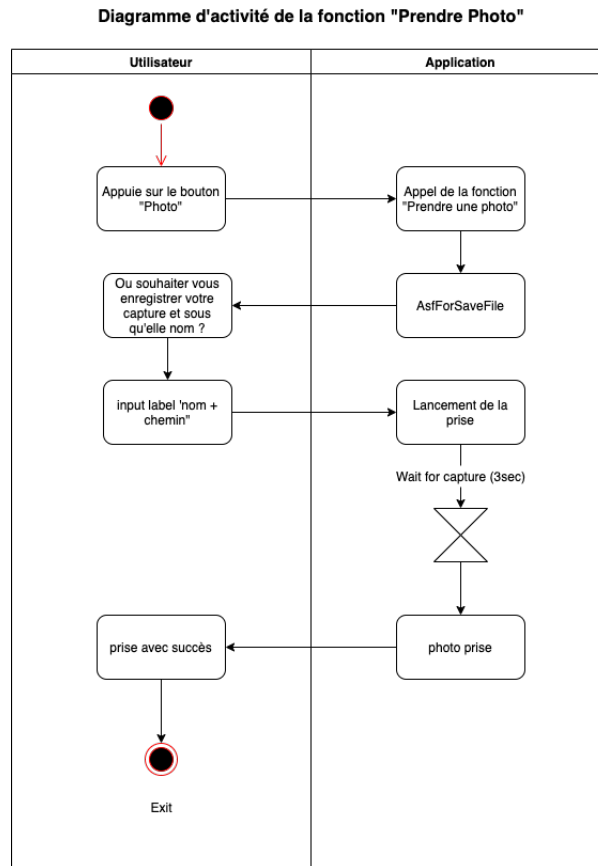 Diagramme d'activité de la fonction "Prendre Photo"
Utilisateur
Application
Appuie sur le bouton
"Photo"
Appel de la fonction
"Prendre une photo"
AsfForSaveFile
Ou souhaiter vous
enregistrer votre
capture et sous
qu'elle nom ?
input label 'nom +
chemin"
Lancement de la
prise
Wait for capture (3sec)
photo prise
prise avec succès
Exit